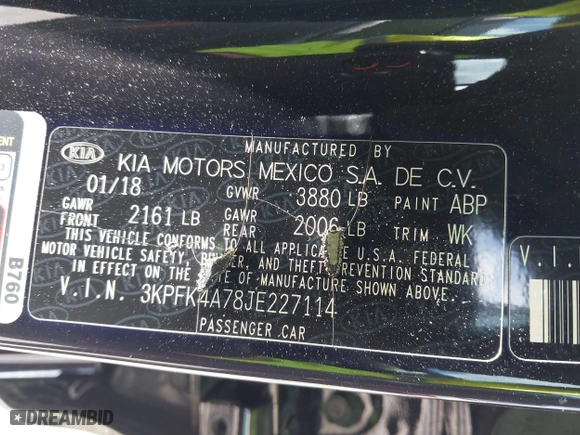 MANUFACTURED BY
KIA KIA MOTORS MEXICO S.A. DE C.V.
01/18 GVWR 3880 LB PAINT ABP
GAWR FRONT 2161 LB GAWR REAR 2006 LB TRIM WK
THIS VEHICLE CONFORMS TO ALL APPLICABLE U.S.A. FEDERAL
MOTOR VEHICLE SAFETY, BUMPER, AND THEFT PREVENTION STANDARDS
IN EFFECT ON THE DATE OF MANUFACTURE SHOWN ABOVE.
V.I.N. 3KPFK4A78JE227114
PASSENGER CAR
B760
V.I.
DREAMBID